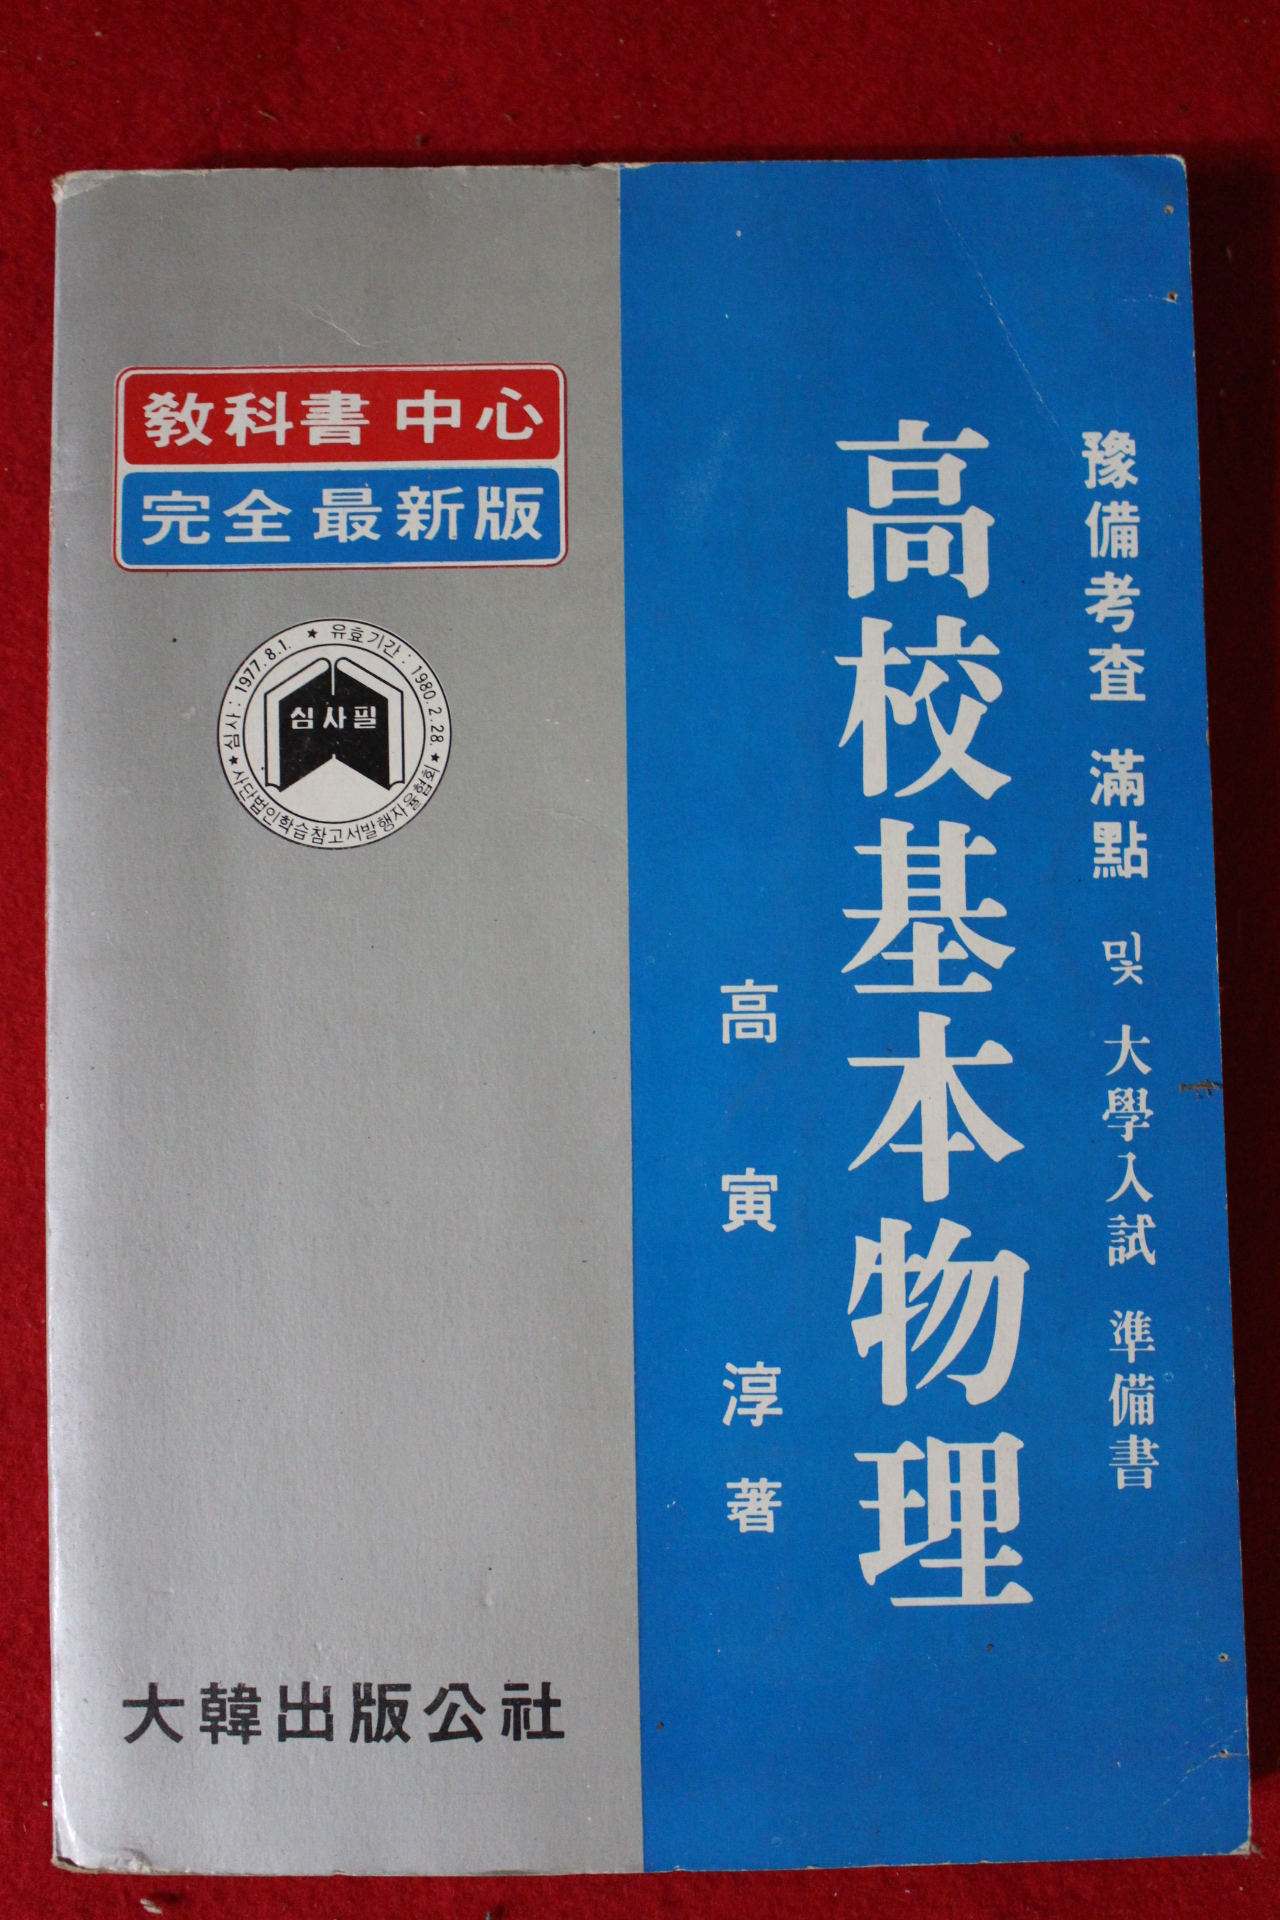 豫備考査 滿點 및 大學入試 準備書
高校基本物理
高寅淳 著
敎科書 中心
完全 最新版
★ 심사 : 1977. 8. 1. ★ 유효기간 : 1980. 2. 28. ★
심사필
사단법인학습참고서발행자율협회
大韓出版公社